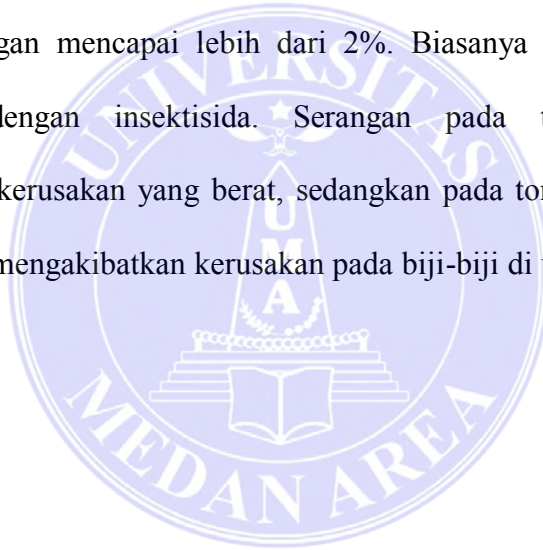 gan mencapai lebih dari 2%. Biasanya
dengan insektisida. Serangan pada t
kerusakan yang berat, sedangkan pada to
mengakibatkan kerusakan pada biji-biji di
UNIVERSITAS
UMA
MEDAN AREA